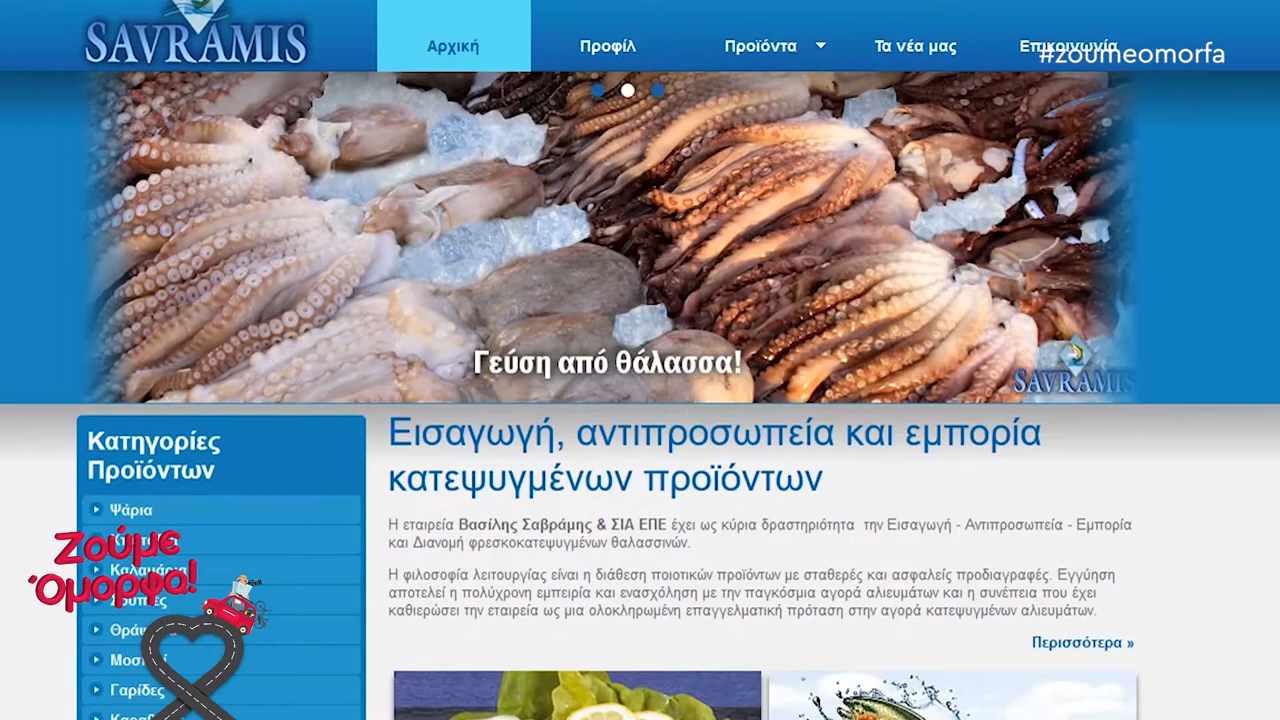 SAVRAMIS
Αρχική
Προφίλ
Προϊόντα
Τα νέα μας
Επικοινωνία
#zoumeomorfa
Γεύση από θάλασσα!
SAVRAMIS
Κατηγορίες
Προϊόντων
Ψάρια
Καλαμάρια
Σουπιές
Γαρίδες
Ζούμε
Όμορφα!
Εισαγωγή, αντιπροσωπεία και εμπορία
κατεψυγμένων προϊόντων
Η εταιρεία Βασίλης Σαβράμης & ΣΙΑ ΕΠΕ έχει ως κύρια δραστηριότητα την Εισαγωγή - Αντιπροσωπεία - Εμπορία
και Διανομή φρεσκοκατεψυγμένων θαλασσινών.
Η φιλοσοφία λειτουργίας είναι η διάθεση ποιοτικών προϊόντων με σταθερές και ασφαλείς προδιαγραφές. Εγγύηση
αποτελεί η πολύχρονη εμπειρία και ενασχόληση με την παγκόσμια αγορά αλιευμάτων και η συνέπεια που έχει
καθιερώσει την εταιρεία ως μια ολοκληρωμένη επαγγελματική πρόταση στην αγορά κατεψυγμένων αλιευμάτων.
Περισσότερα »